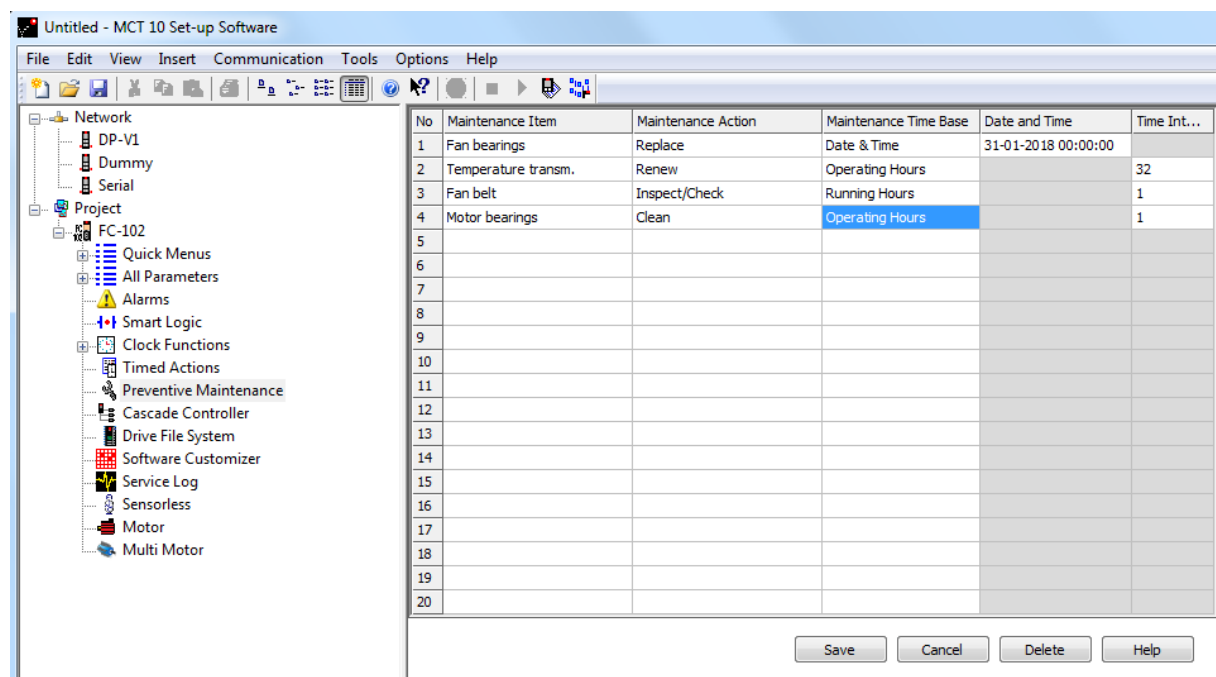 Untitled - MCT 10 Set-up Software
File Edit View Insert Communication Tools Options Help
Network
DP-V1
Dummy
Serial
Project
FC-102
Quick Menus
All Parameters
Alarms
Smart Logic
Clock Functions
Timed Actions
Preventive Maintenance
Cascade Controller
Drive File System
Software Customizer
Service Log
Sensorless
Motor
Multi Motor
No Maintenance Item Maintenance Action Maintenance Time Base Date and Time Time Int...
1 Fan bearings Replace Date & Time 31-01-2018 00:00:00
2 Temperature transm. Renew Operating Hours 32
3 Fan belt Inspect/Check Running Hours 1
4 Motor bearings Clean Operating Hours 1
5
6
7
8
9
10
11
12
13
14
15
16
17
18
19
20
Save Cancel Delete Help